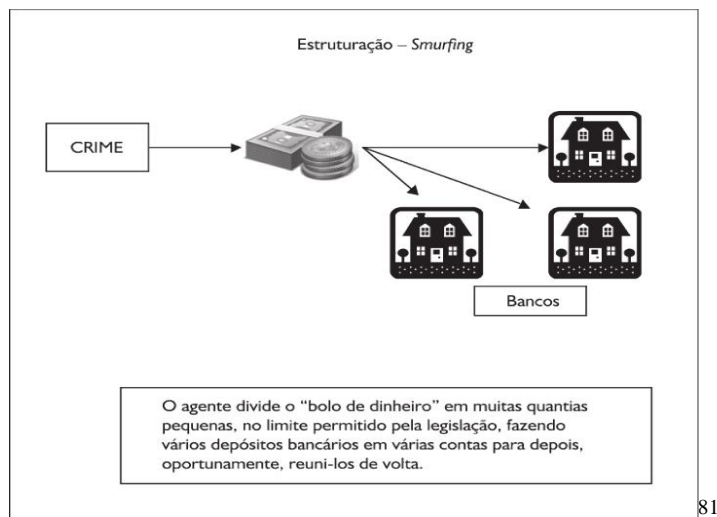 Estruturação – Smurfing
CRIME
Bancos
O agente divide o “bolo de dinheiro” em muitas quantias
pequenas, no limite permitido pela legislação, fazendo
vários depósitos bancários em várias contas para depois,
oportunamente, reuni-los de volta.
81